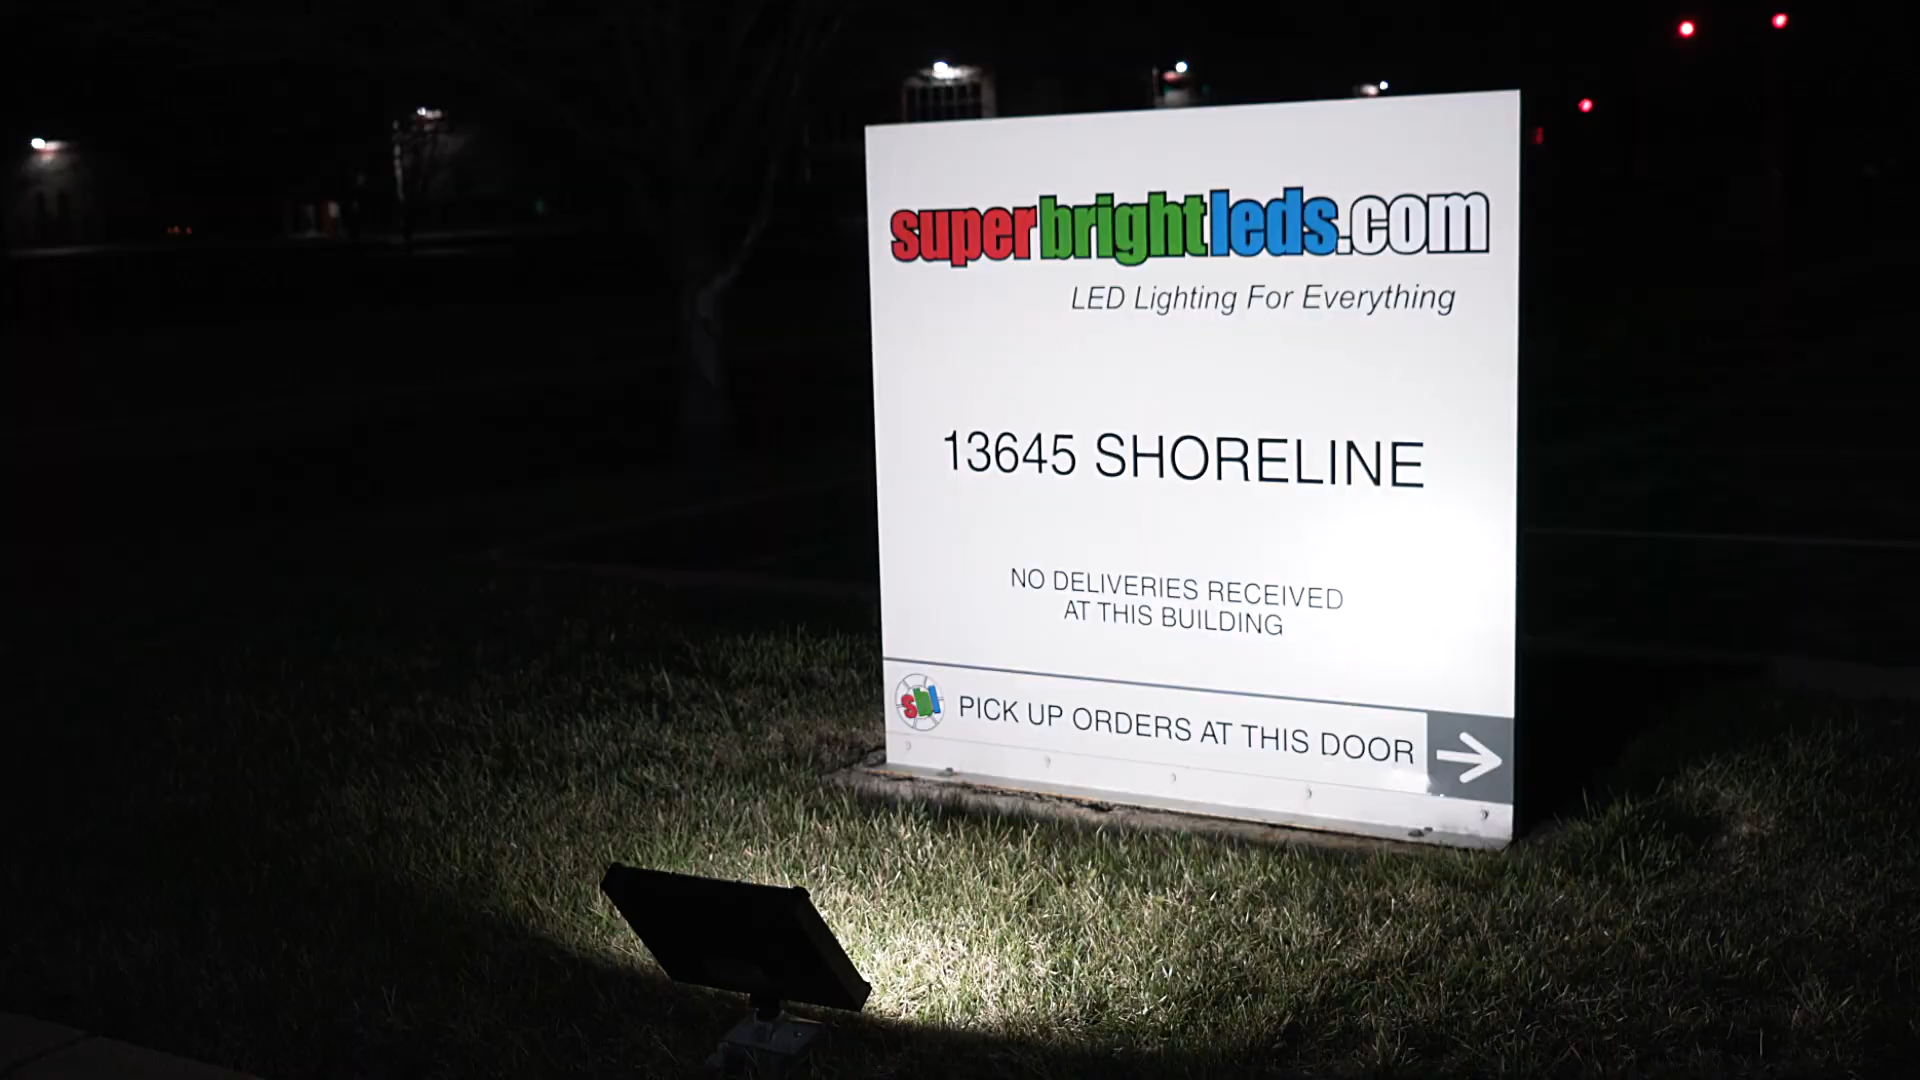 superbrightleds.com
LED Lighting For Everything
13645 SHORELINE
NO DELIVERIES RECEIVED
AT THIS BUILDING
sbl
PICK UP ORDERS AT THIS DOOR